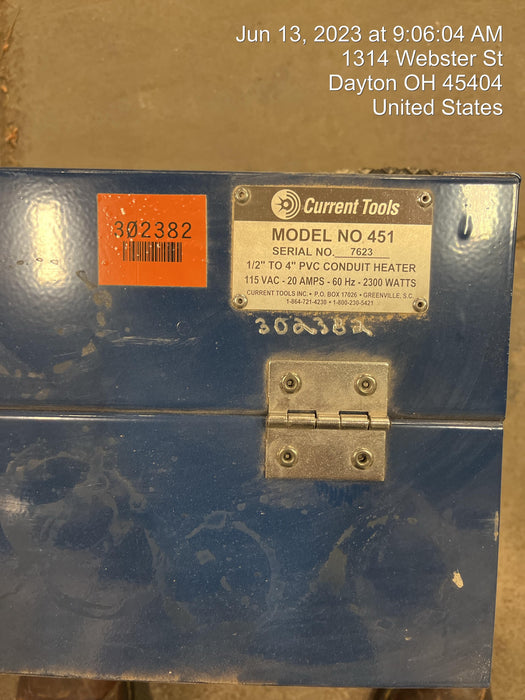 Jun 13, 2023 at 9:06:04 AM
1314 Webster St
Dayton OH 45404
United States
302382
Current Tools
MODEL NO 451
SERIAL NO. 7623
1/2" TO 4" PVC CONDUIT HEATER
115 VAC - 20 AMPS - 60 Hz - 2300 WATTS
CURRENT TOOLS INC. • P.O. BOX 17026 • GREENVILLE, S.C.
1-864-721-4230 • 1-800-230-5421
302382